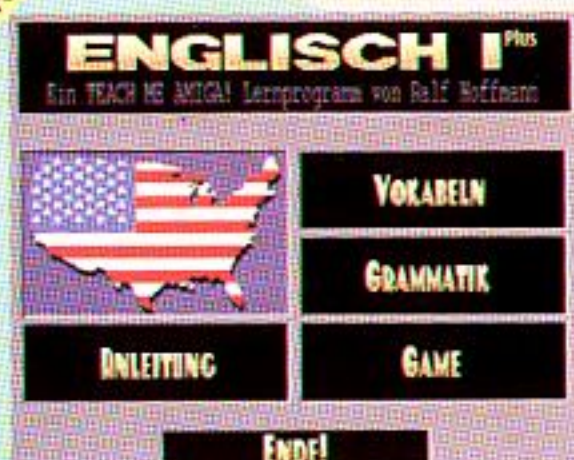 ENGLISCH I Plus
Ein TEACH ME AMIGA! Lernprogramm von Ralf Hoffmann
VOKABELN
GRAMMATIK
ANLEITUNG
GAME
ENDE!